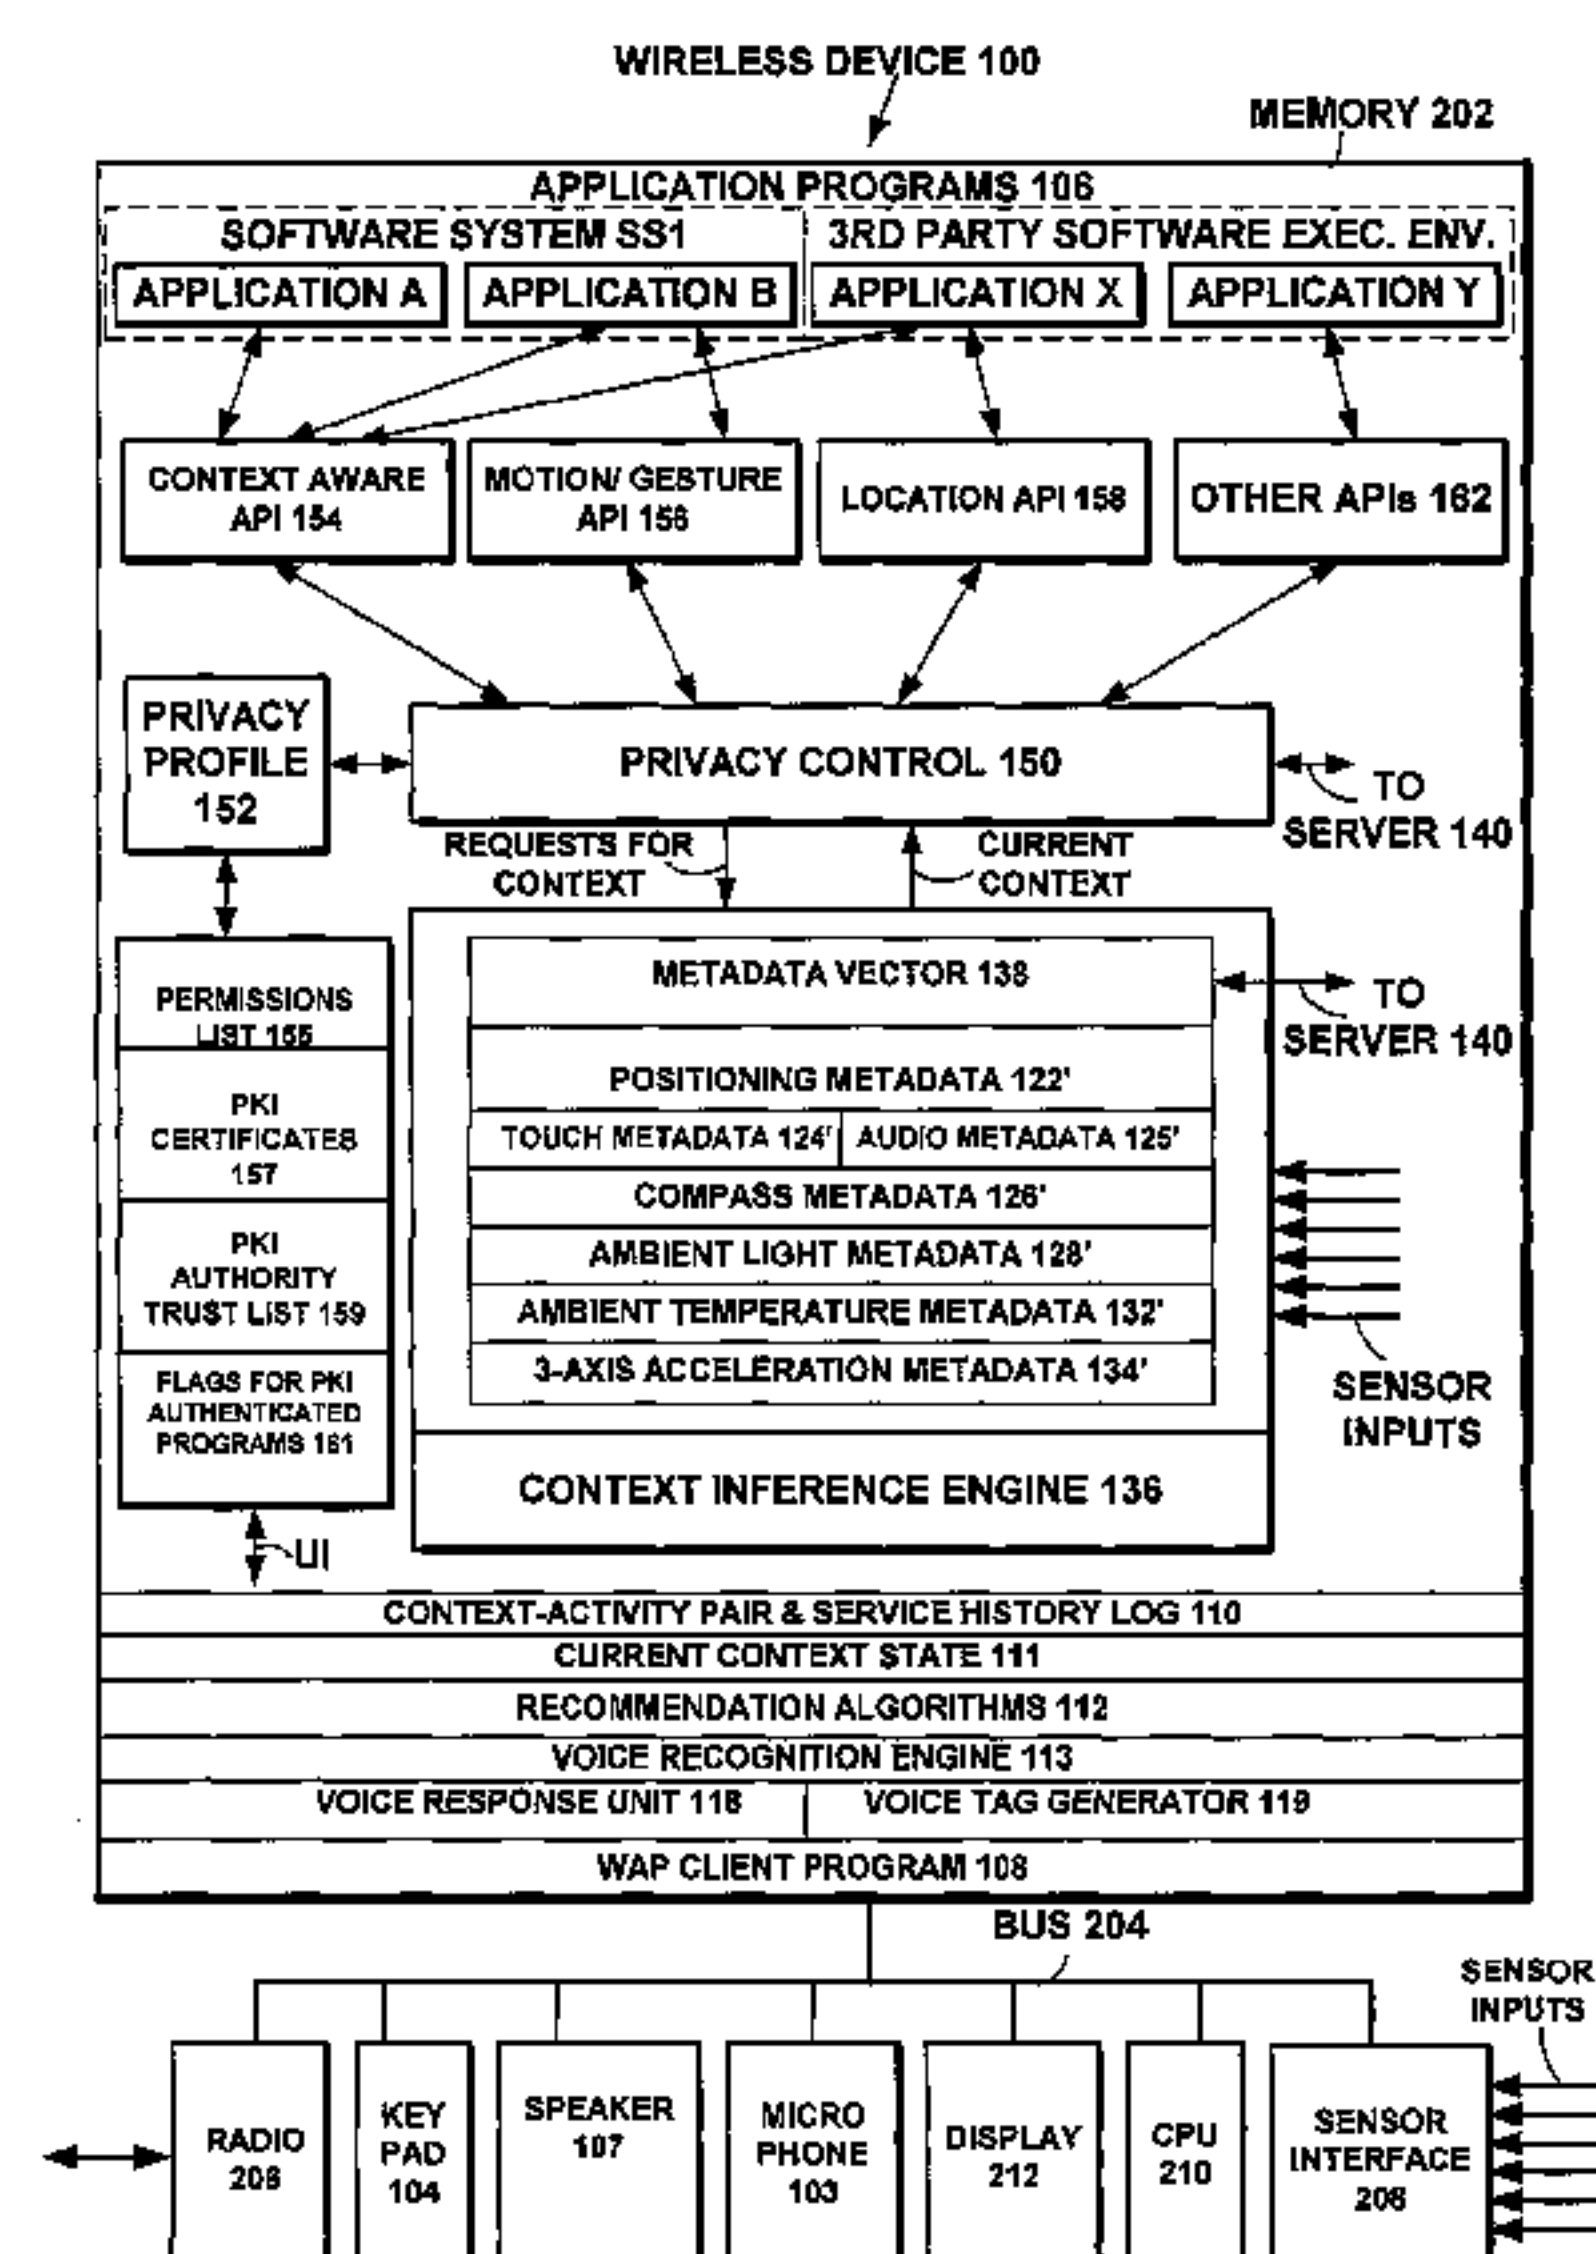 WIRELESS DEVICE 100
MEMORY 202
APPLICATION PROGRAMS 106
SOFTWARE SYSTEM SS1
3RD PARTY SOFTWARE EXEC. ENV.
APPLICATION A
APPLICATION B
APPLICATION X
APPLICATION Y
CONTEXT AWARE
API 154
MOTION/ GESTURE
API 156
LOCATION API 158
OTHER APIs 162
PRIVACY
PROFILE
152
PRIVACY CONTROL 150
TO
SERVER 140
REQUESTS FOR
CONTEXT
CURRENT
CONTEXT
METADATA VECTOR 138
TO
SERVER 140
PERMISSIONS
LIST 155
POSITIONING METADATA 122'
PKI
CERTIFICATES
157
TOUCH METADATA 124'
AUDIO METADATA 125'
COMPASS METADATA 126'
PKI
AUTHORITY
TRUST LIST 159
AMBIENT LIGHT METADATA 128'
AMBIENT TEMPERATURE METADATA 132'
3-AXIS ACCELERATION METADATA 134'
SENSOR
INPUTS
FLAGS FOR PKI
AUTHENTICATED
PROGRAMS 161
CONTEXT INFERENCE ENGINE 136
UI
CONTEXT-ACTIVITY PAIR & SERVICE HISTORY LOG 110
CURRENT CONTEXT STATE 111
RECOMMENDATION ALGORITHMS 112
VOICE RECOGNITION ENGINE 113
VOICE RESPONSE UNIT 118
VOICE TAG GENERATOR 119
WAP CLIENT PROGRAM 108
BUS 204
SENSOR
INPUTS
RADIO
208
KEY
PAD
104
SPEAKER
107
MICRO
PHONE
103
DISPLAY
212
CPU
210
SENSOR
INTERFACE
206